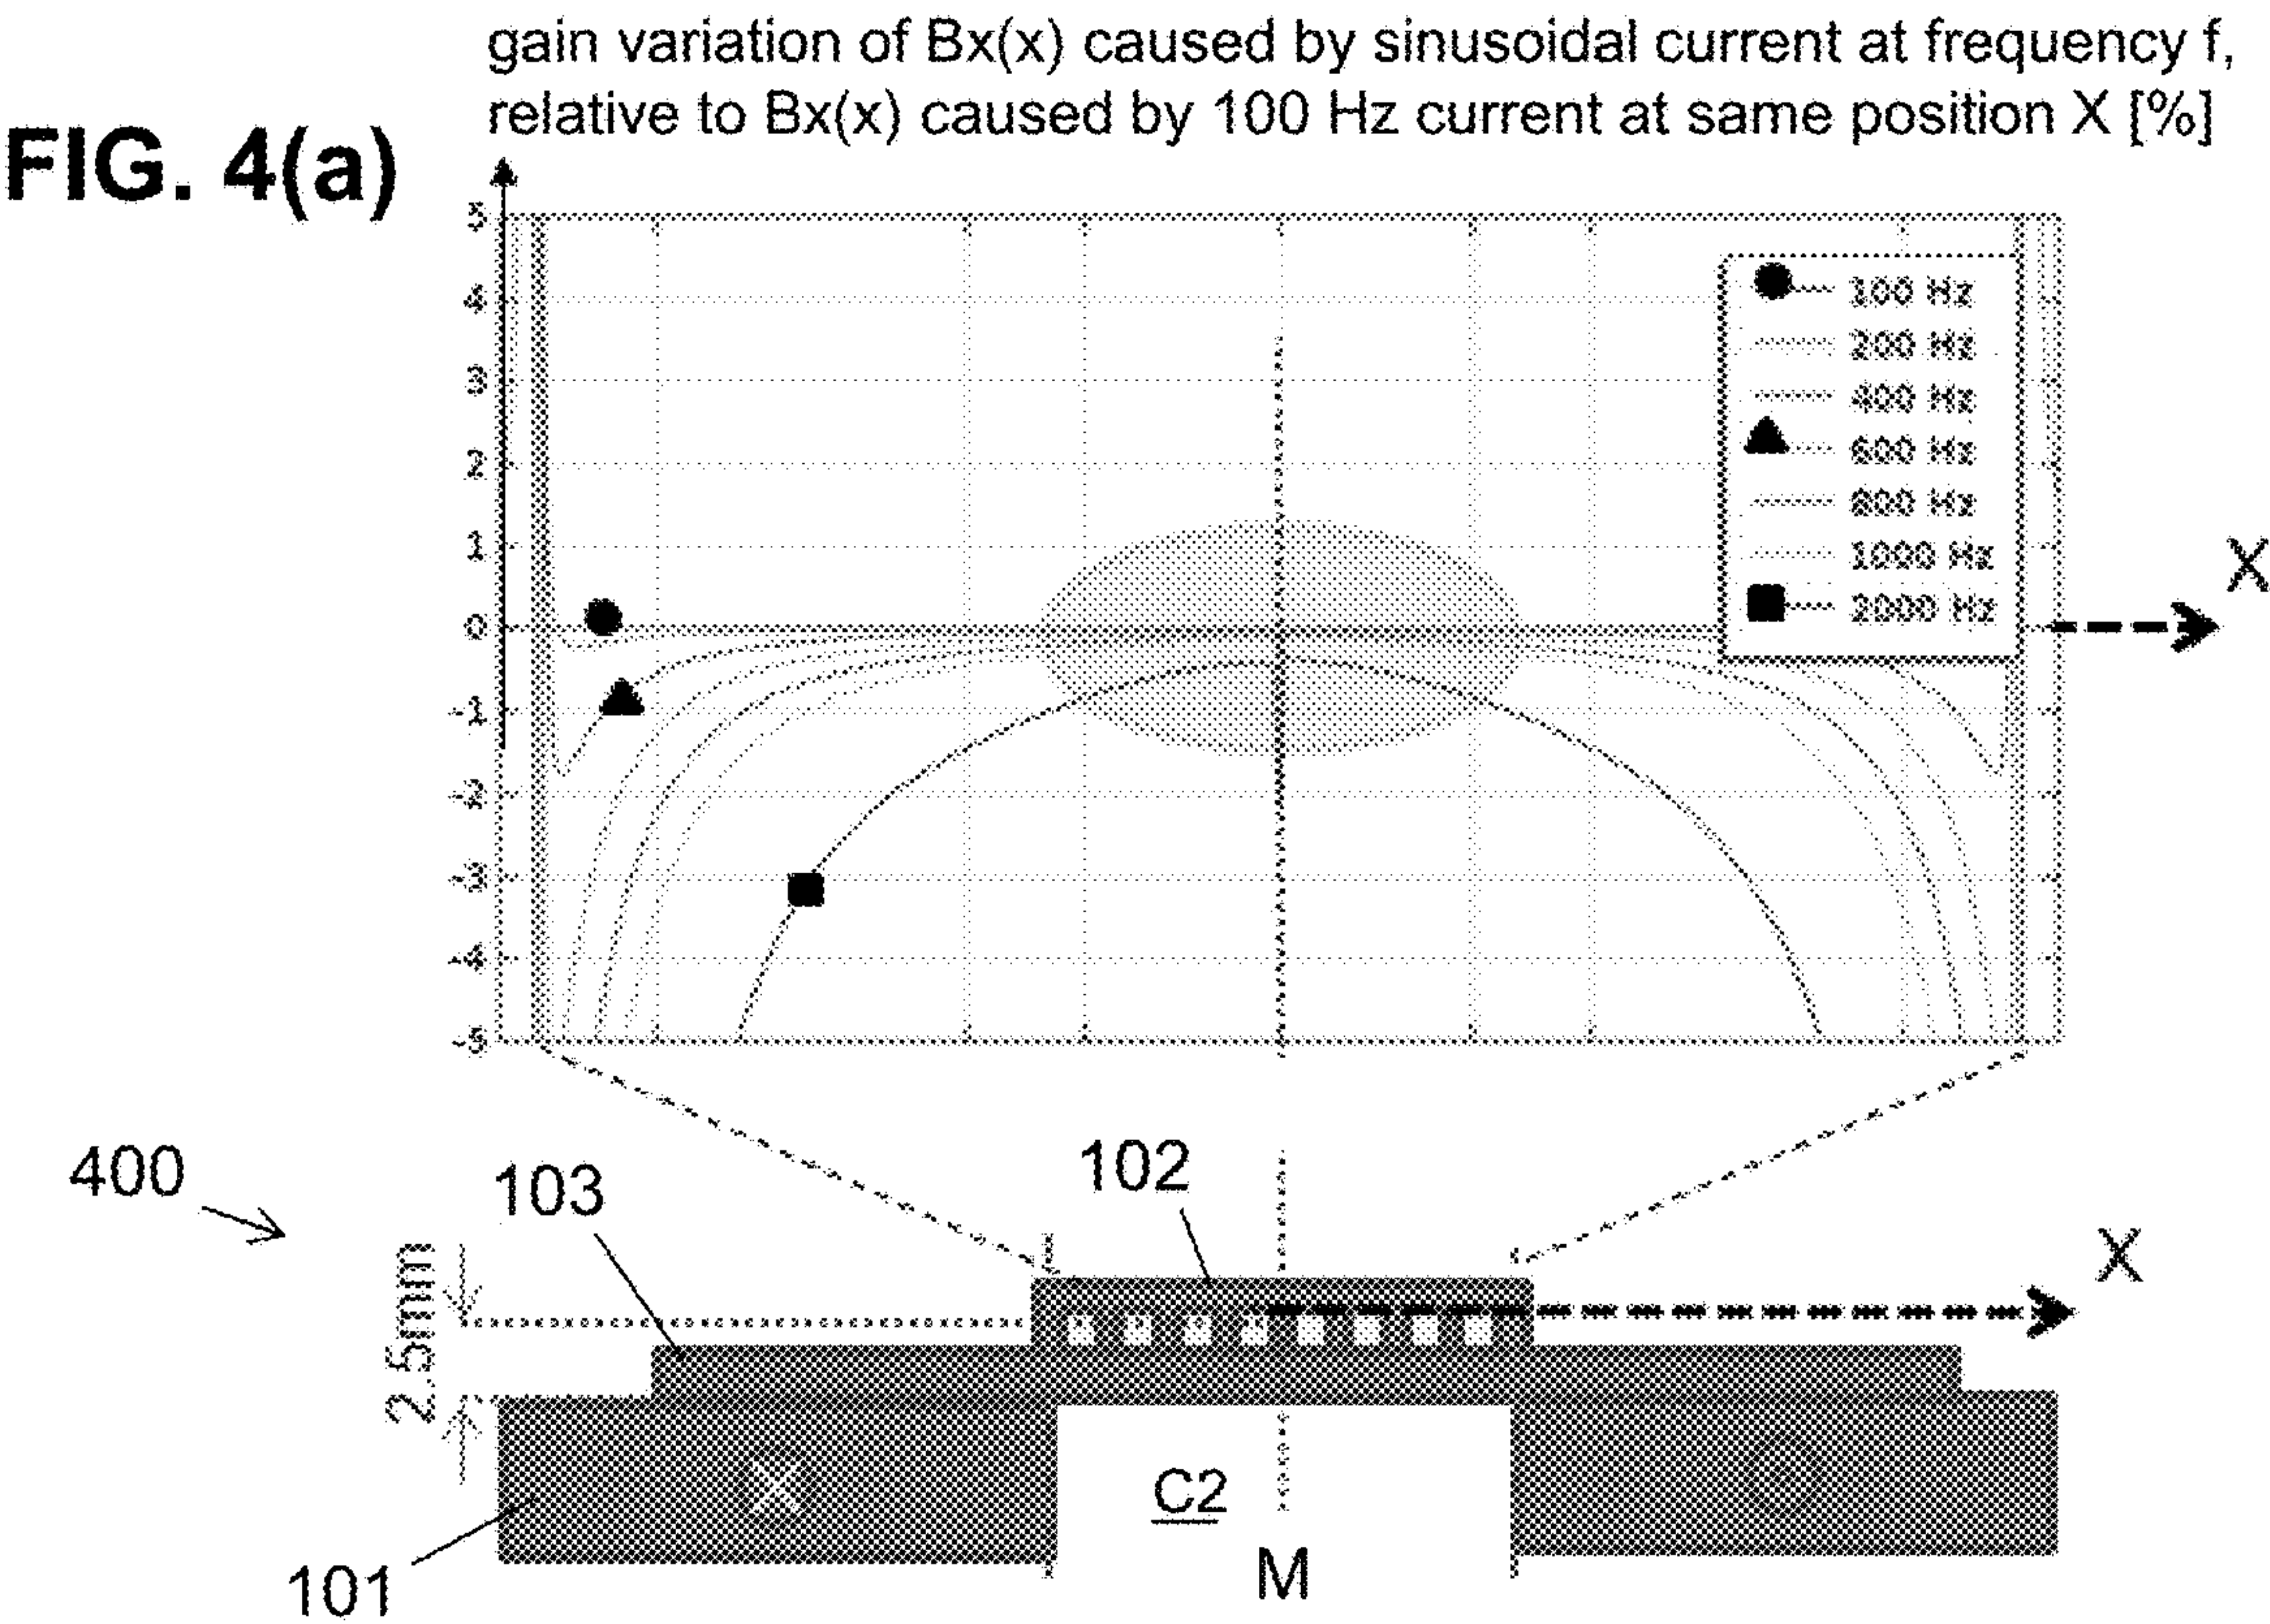 gain variation of Bx(x) caused by sinusoidal current at frequency f,
relative to Bx(x) caused by 100 Hz current at same position X [%]
FIG. 4(a)
5
4
3
2
1
0
-1
-2
-3
-4
-5
100 Hz
200 Hz
400 Hz
600 Hz
800 Hz
1000 Hz
2000 Hz
X
400
103
102
X
2.5mm
C2
101
M